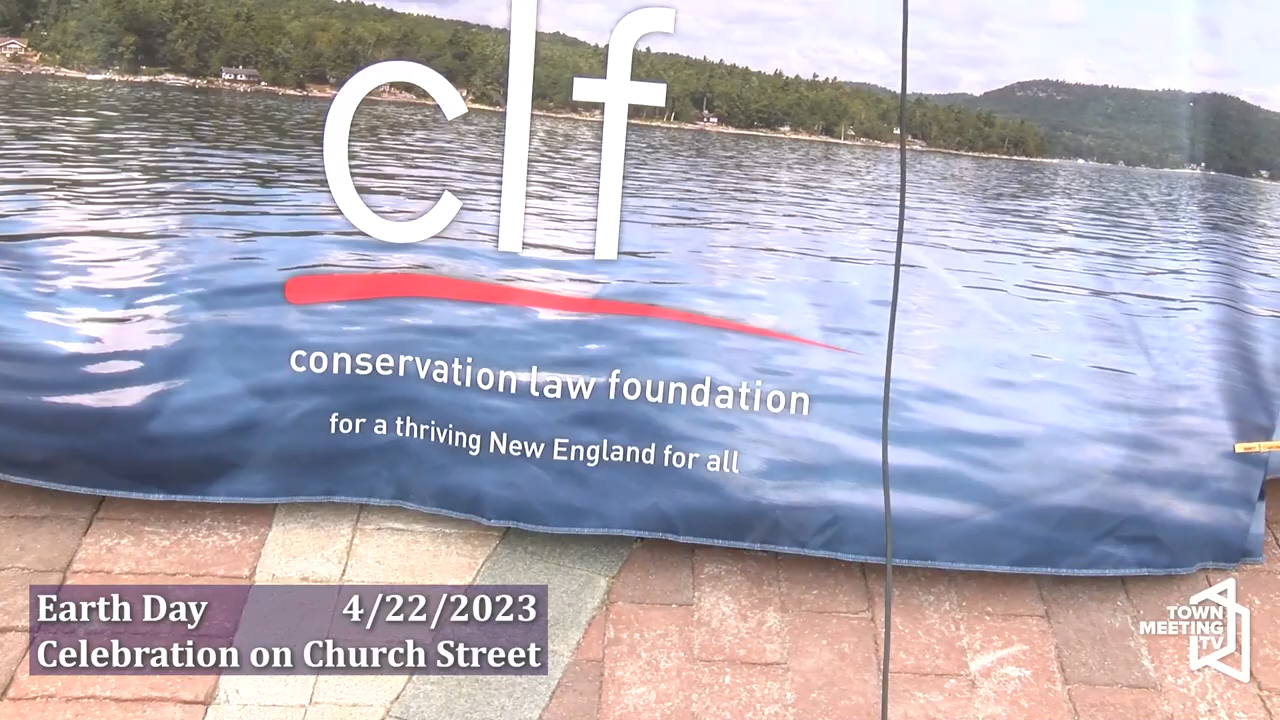 clf
conservation law foundation
for a thriving New England for all
Earth Day 4/22/2023
Celebration on Church Street
TOWN
MEETING
TV